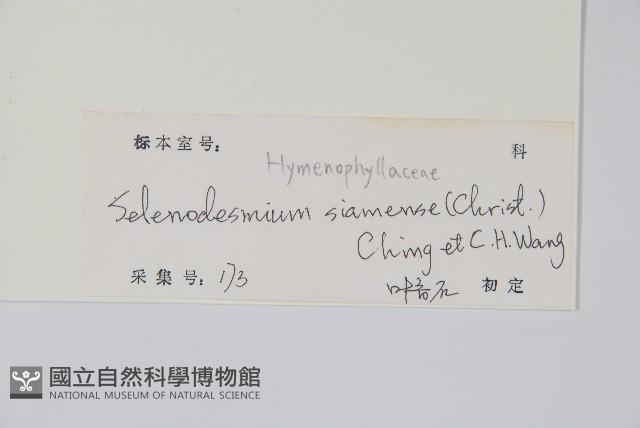 标本室号: 科
Hymenophyllaceae
Selenodesmium siamense (Christ.)
Ching et C.H. Wang
采集号: 173 初定
國立自然科學博物館
NATIONAL MUSEUM OF NATURAL SCIENCE